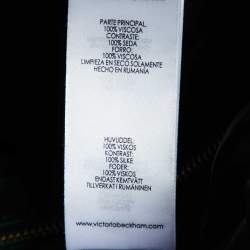 PARTE PRINCIPAL:
100% VISCOSA
CONTRASTE:
100% SEDA
FORRO:
100% VISCOSA
LIMPIEZA EN SECO SOLAMENTE
HECHO EN RUMANÍA
HUVUDDEL:
100% VISKOS
KONTRAST:
100% SILKE
FODER:
100% VISKOS
ENDAST KEMTVÄTT
TILLVERKAT I RUMÄNINEN
www.victoriabeckham.com